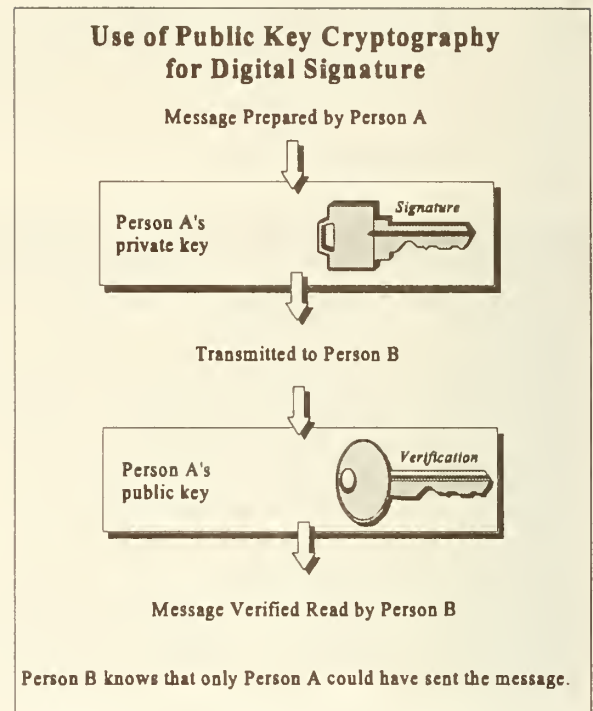 Use of Public Key Cryptography
for Digital Signature
Message Prepared by Person A
Person A's
private key
Signature
Transmitted to Person B
Person A's
public key
Verification
Message Verified Read by Person B
Person B knows that only Person A could have sent the message.